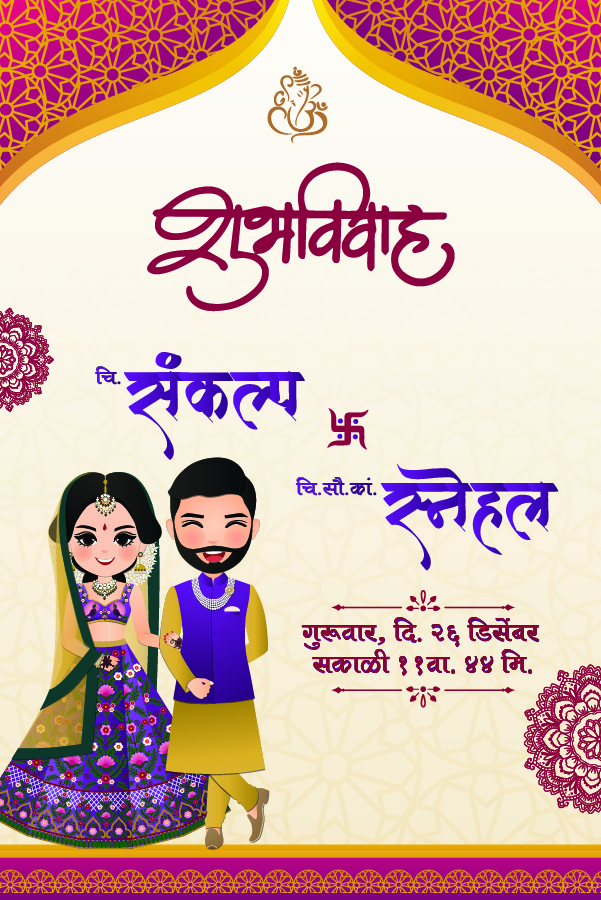 शुभविवाह
चि. संकल्प
चि.सौ.कां. स्नेहल
गुरूवार, दि. २६ डिसेंबर
सकाळी ११वा. ४४ मि.